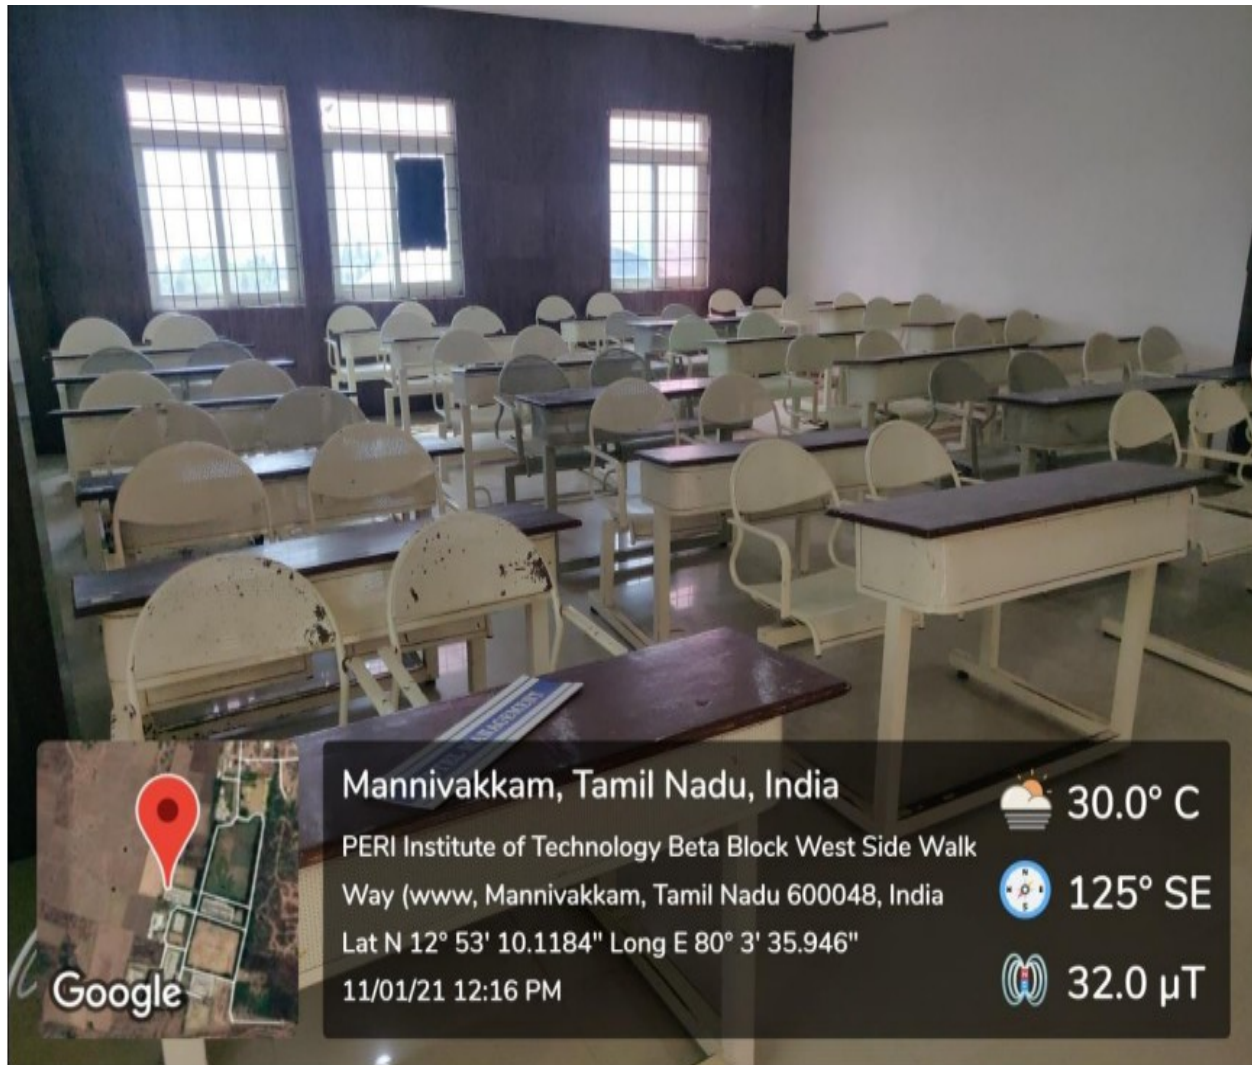 MANAGEMENT
Mannivakkam, Tamil Nadu, India
30.0° C
PERI Institute of Technology Beta Block West Side Walk
Way (www, Mannivakkam, Tamil Nadu 600048, India
125° SE
Lat N 12° 53' 10.1184" Long E 80° 3' 35.946"
11/01/21 12:16 PM
32.0 µT
Google